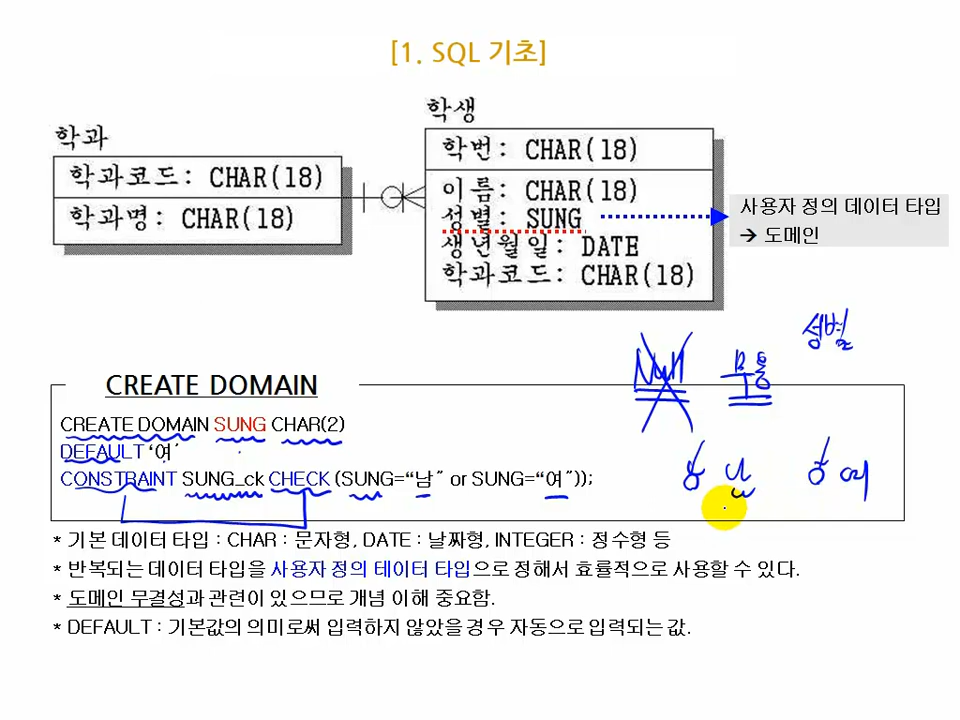 [1. SQL 기초]
학과
학과코드: CHAR(18)
학과명: CHAR(18)
학생
학번: CHAR(18)
이름: CHAR(18)
성별: SUNG
생년월일: DATE
학과코드: CHAR(18)
사용자 정의 데이터 타입
→ 도메인
성별
Null
CREATE DOMAIN
CREATE DOMAIN SUNG CHAR(2)
DEFAULT ‘여’
CONSTRAINT SUNG_ck CHECK (SUNG=“남” or SUNG=“여”));
남
여
* 기본 데이터 타입 : CHAR : 문자형, DATE : 날짜형, INTEGER : 정수형 등
* 반복되는 데이터 타입을 사용자 정의 테이터 타입으로 정해서 효률적으로 사용할 수 있다.
* 도메인 무결성과 관련이 있으므로 개념 이해 중요함.
* DEFAULT : 기본값의 의미로써 입력하지 않았을 경우 자동으로 입력되는 값.